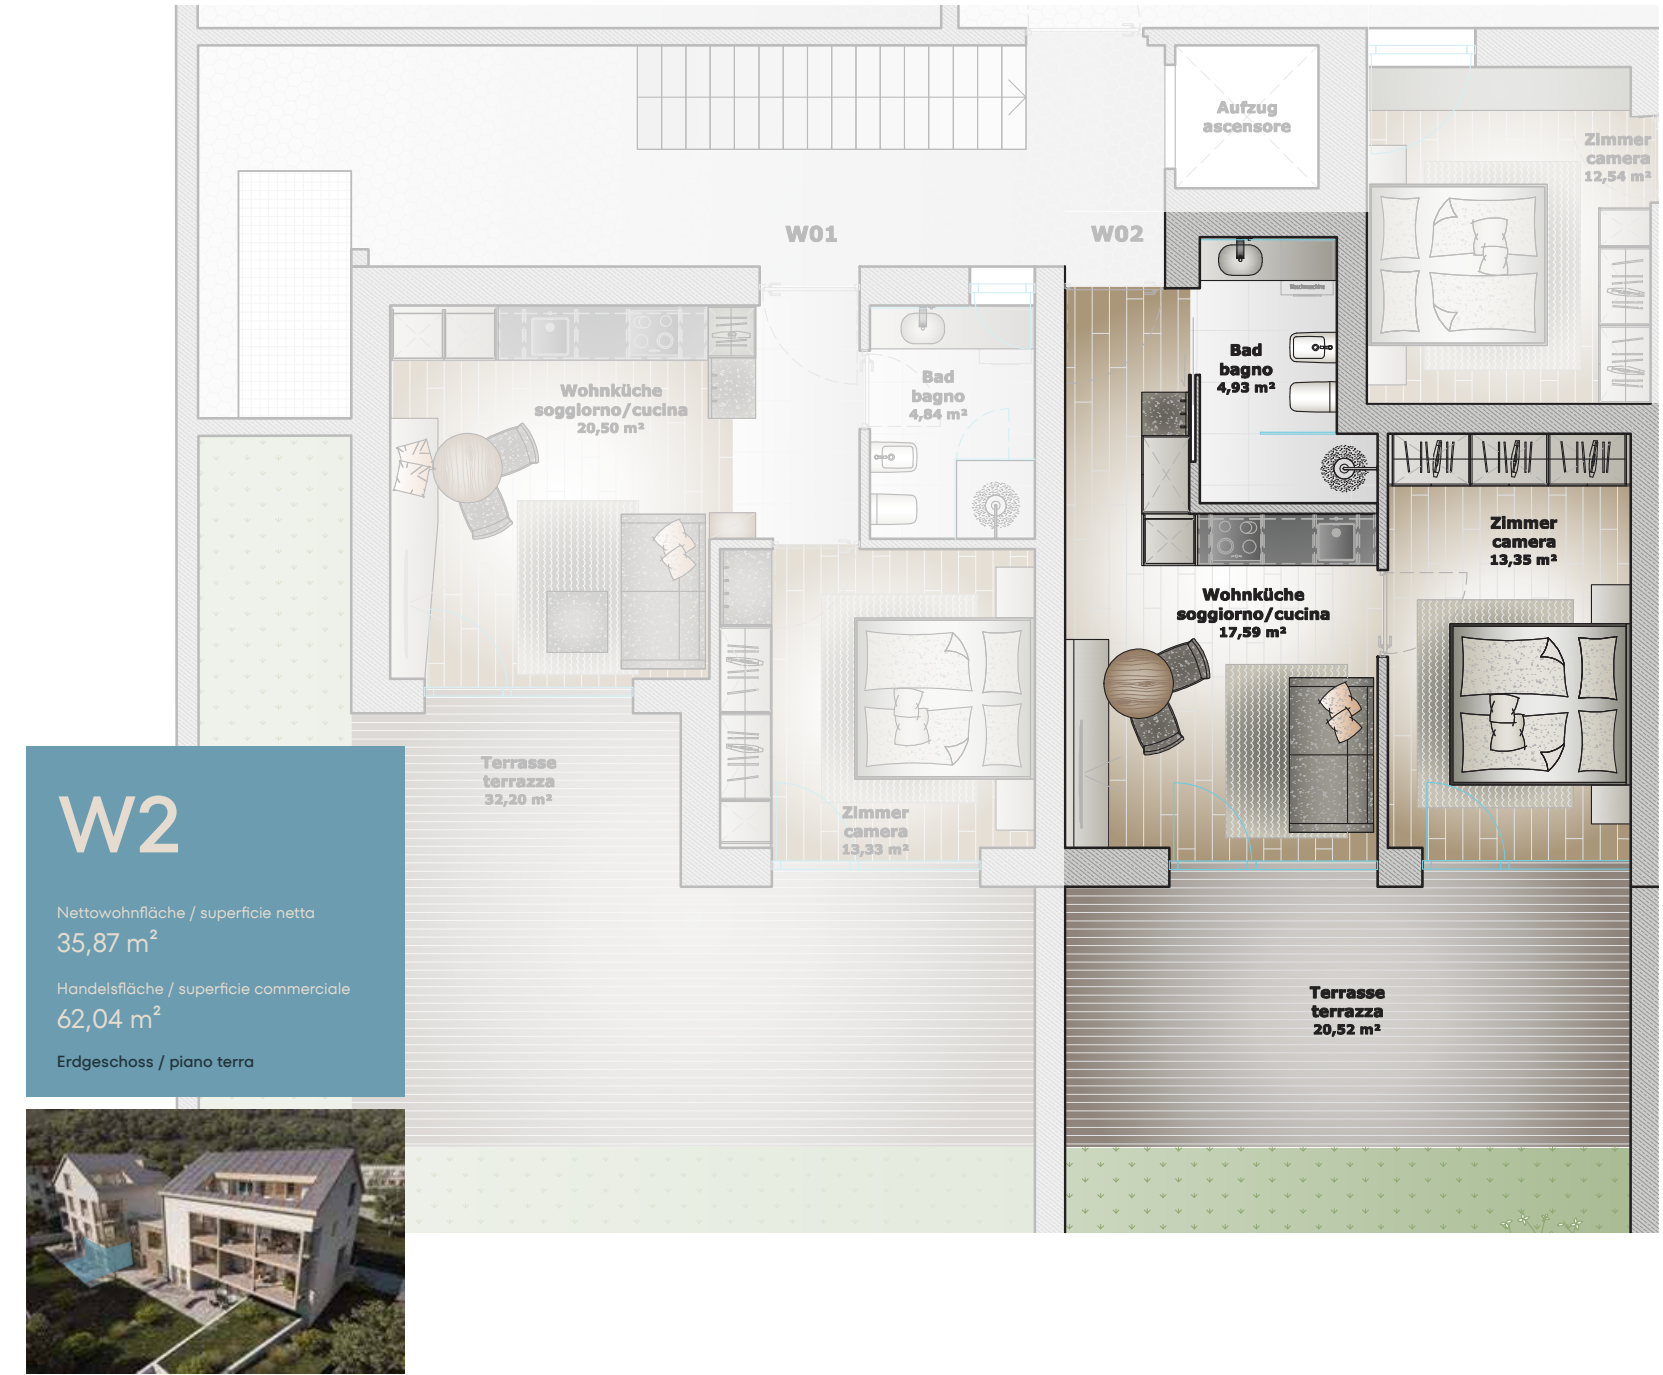 Aufzug
ascensore
Zimmer
camera
12,54 m²
W01
W02
Wohnküche
soggiorno/cucina
20,50 m²
Bad
bagno
4,84 m²
Bad
bagno
4,93 m²
Zimmer
camera
13,35 m²
Wohnküche
soggiorno/cucina
17,59 m²
Terrasse
terrazza
32,20 m²
Zimmer
camera
13,33 m²
Terrasse
terrazza
20,52 m²
W2
Nettowohnfläche / superficie netta
35,87 m²
Handelsfläche / superficie commerciale
62,04 m²
Erdgeschoss / piano terra